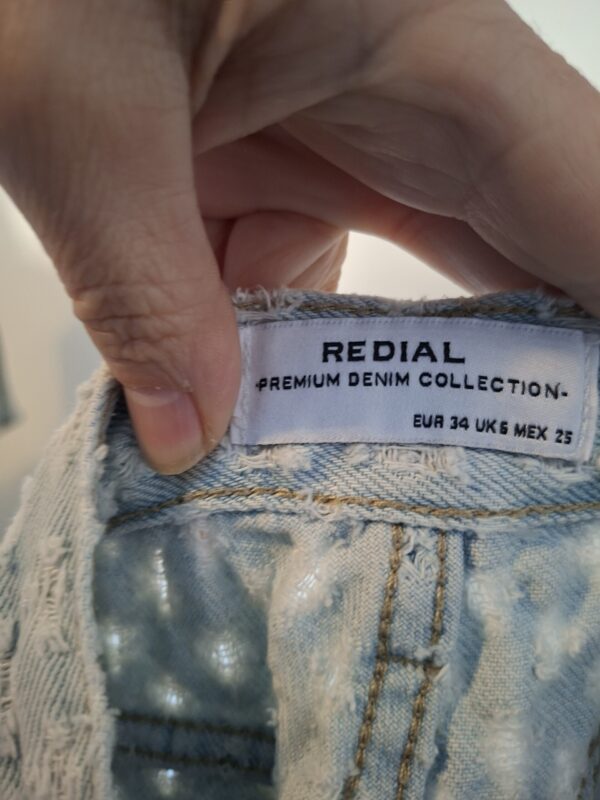 REDIAL
-PREMIUM DENIM COLLECTION-
EUR 34 UK 6 MEX 25